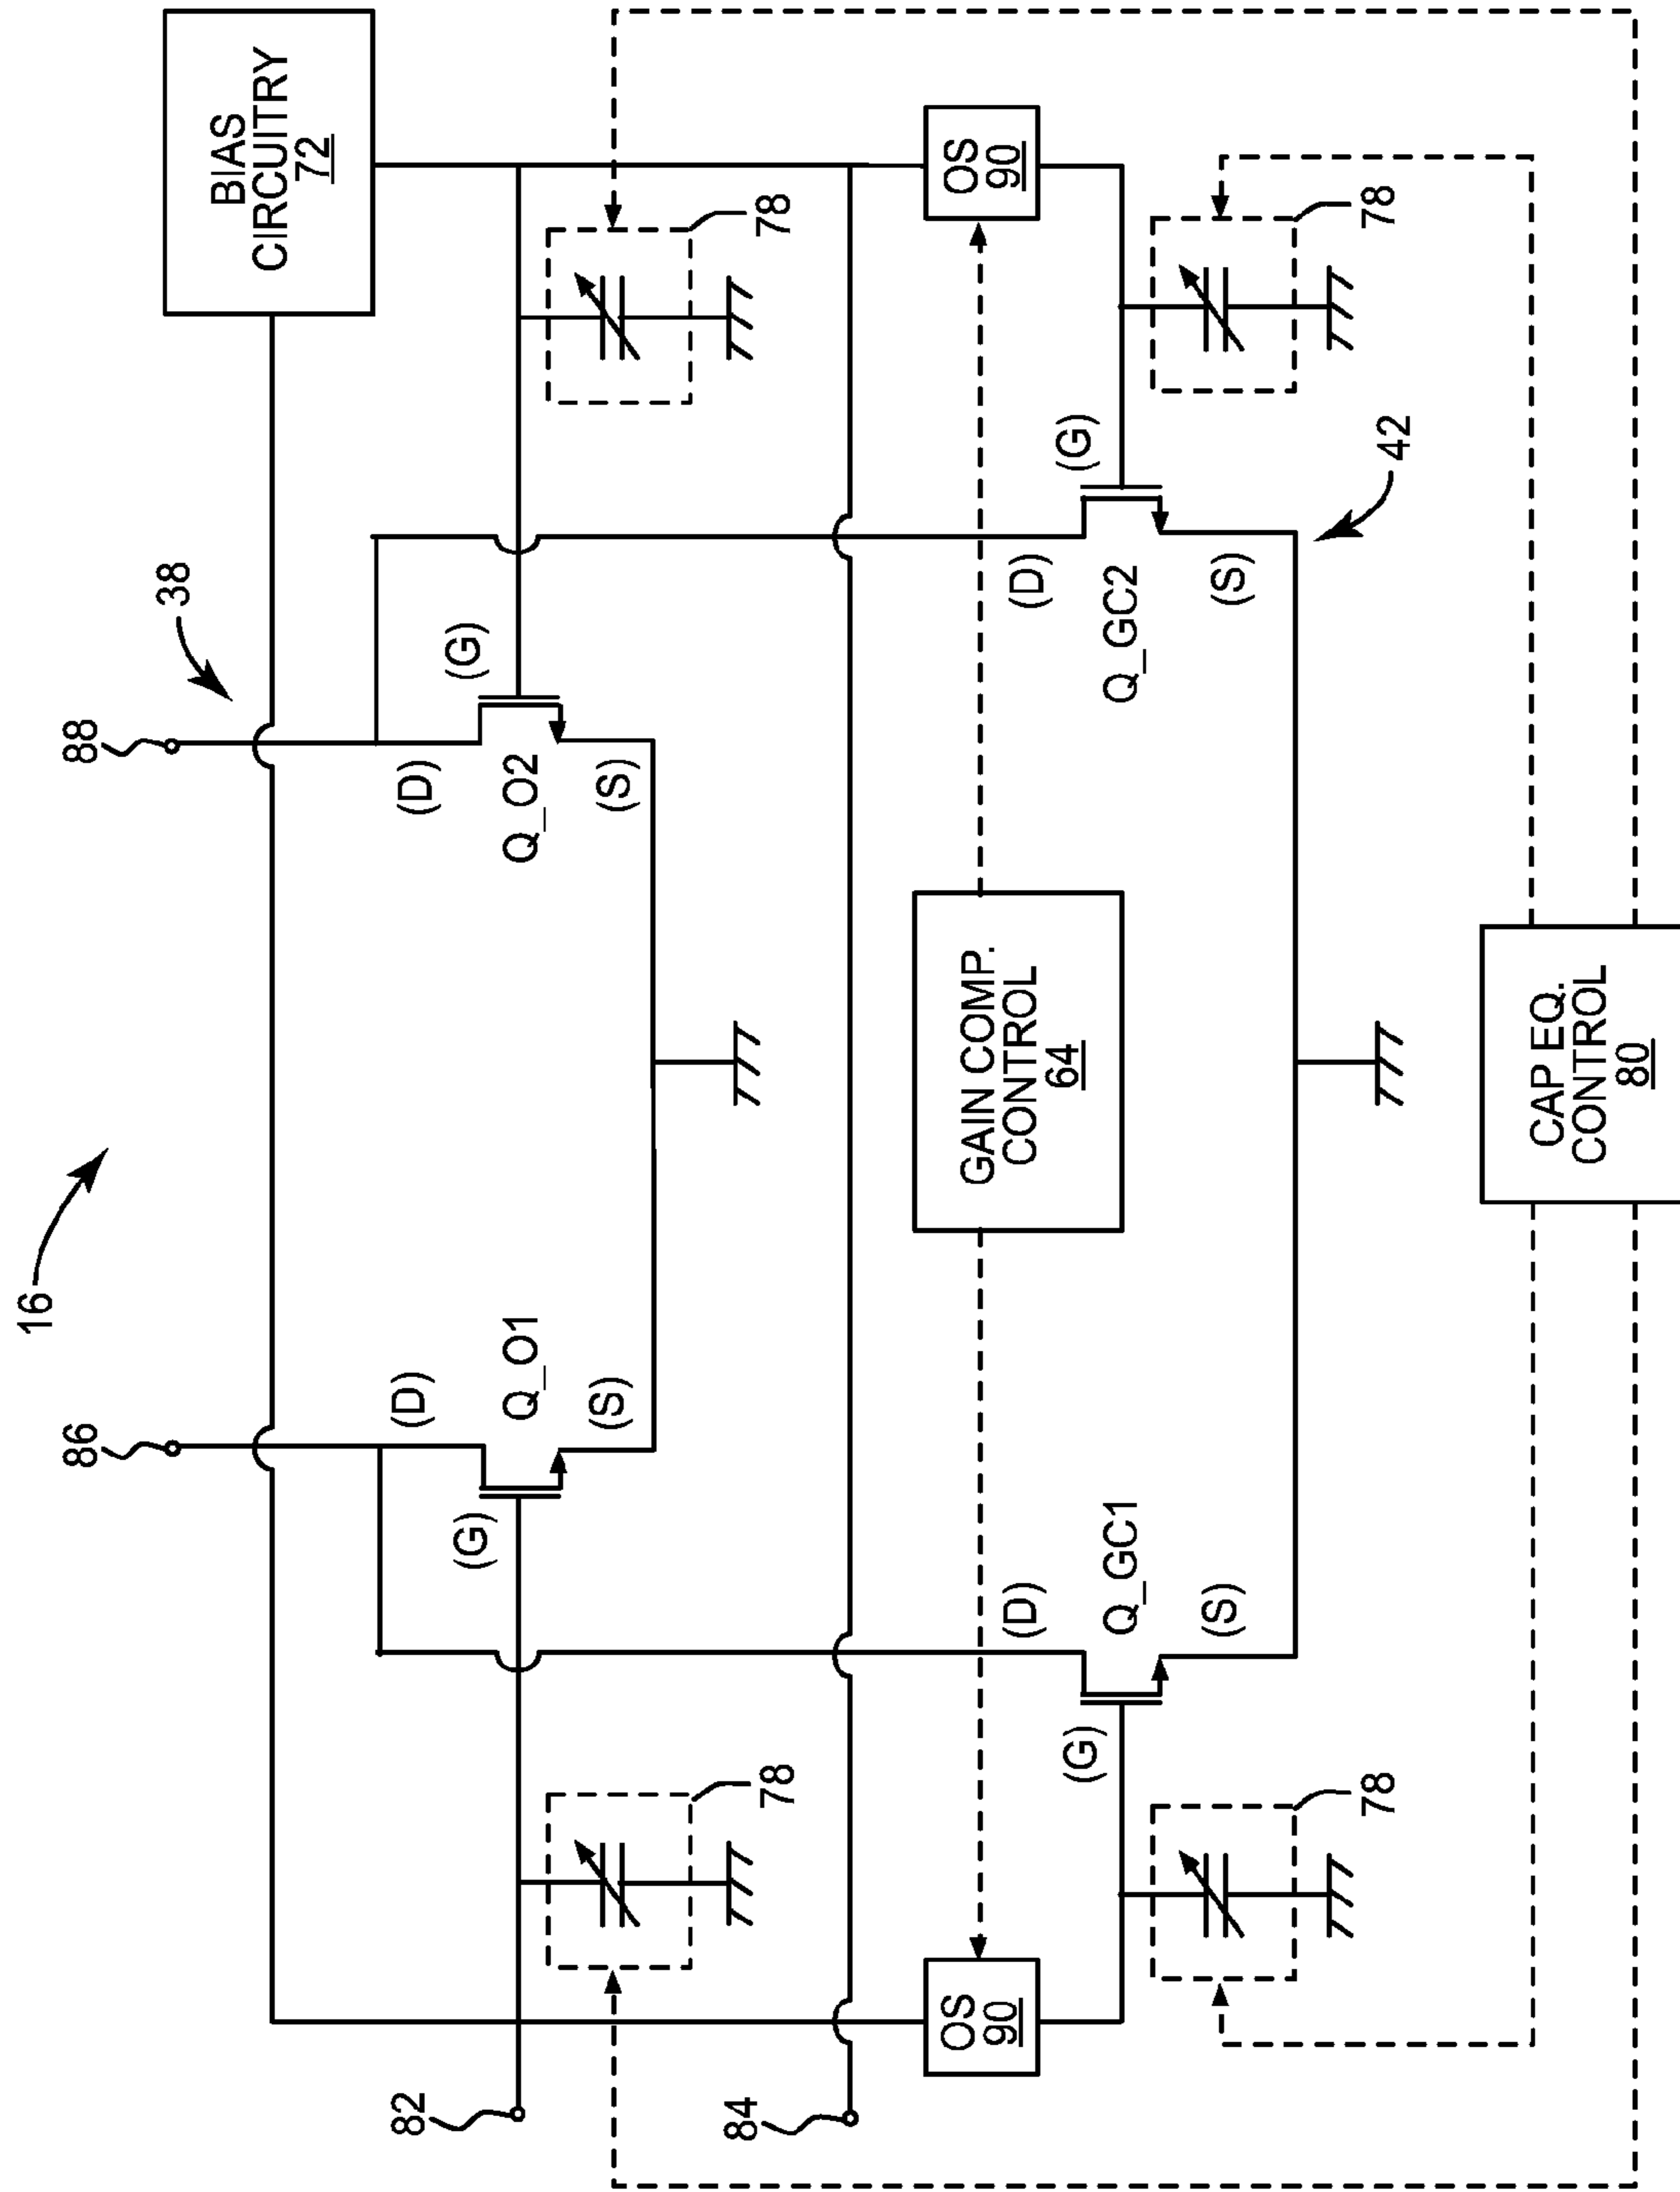 16
86
88
38
BIAS
CIRCUITRY
72
(D)
(D)
82
(G)
Q_O1
Q_O2
(G)
(S)
(S)
78
78
84
OS
90
GAIN COMP.
CONTROL
64
OS
90
(D)
(D)
(G)
Q_GC1
Q_GC2
(G)
(S)
(S)
78
78
42
CAP EQ.
CONTROL
80